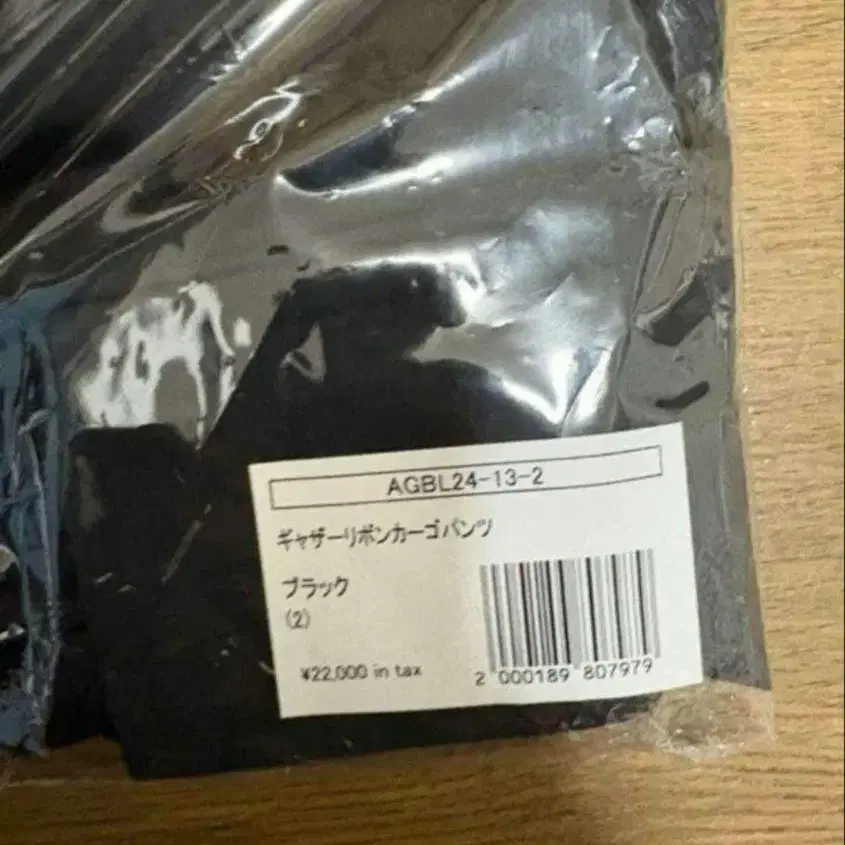 AGBL24-13-2
ギャザーリボンカーゴパンツ
ブラック
(2)
¥22,000 in tax
2 000189 807979